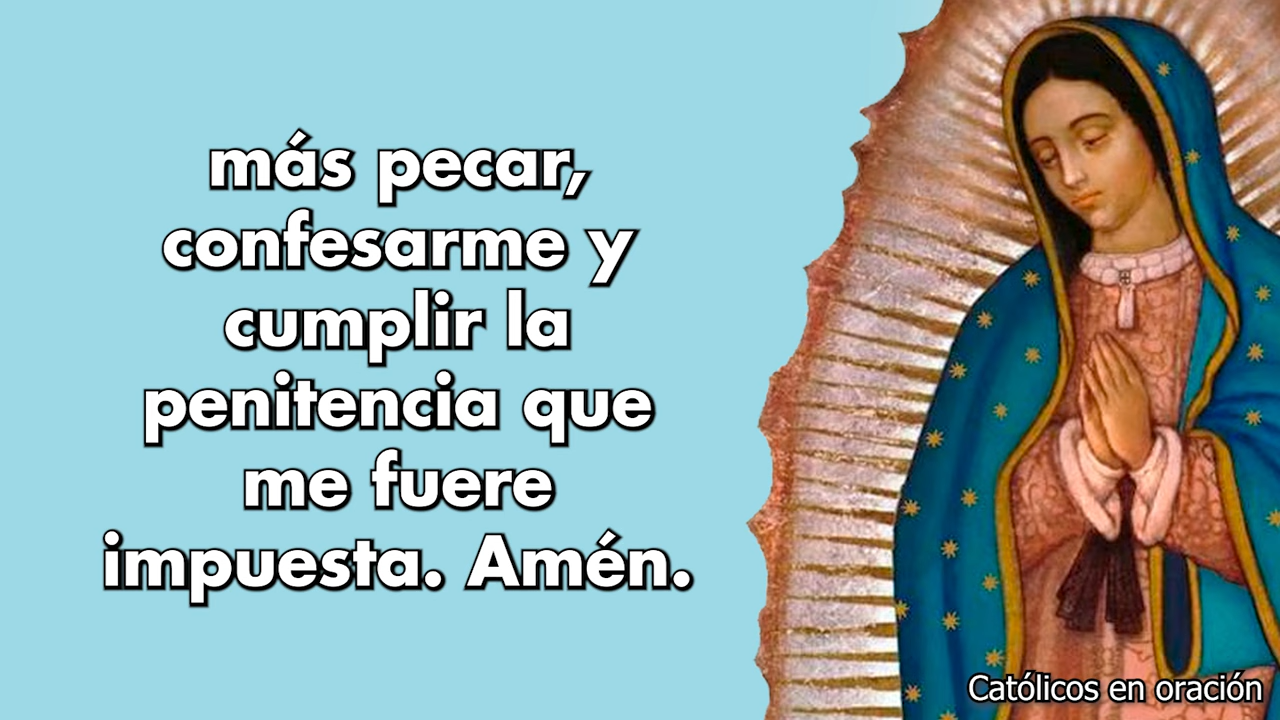 más pecar,
confesarme y
cumplir la
penitencia que
me fuere
impuesta. Amén.
Católicos en oración